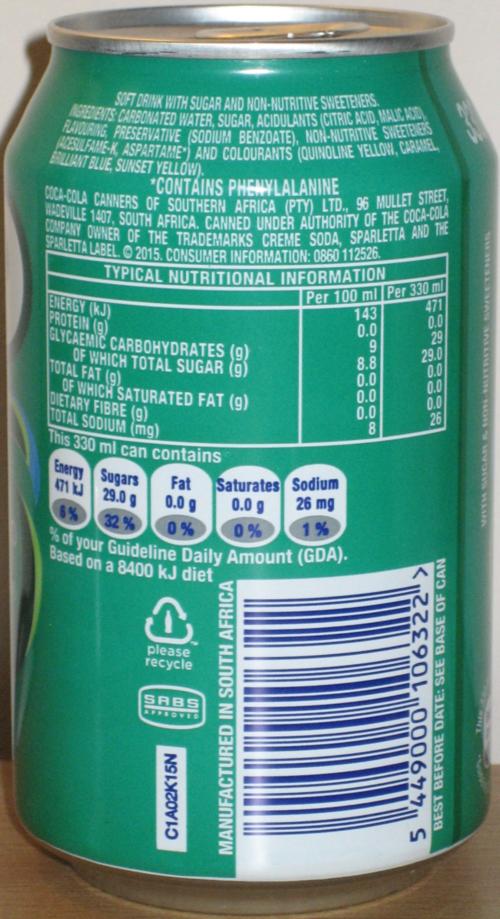 SOFT DRINK WITH SUGAR AND NON-NUTRITIVE SWEETENERS.
INGREDIENTS: CARBONATED WATER, SUGAR, ACIDULANTS (CITRIC ACID, MALIC ACID),
FLAVOURING, PRESERVATIVE (SODIUM BENZOATE), NON-NUTRITIVE SWEETENERS
(ACESULFAME-K, ASPARTAME*) AND COLOURANTS (QUINOLINE YELLOW, CARAMEL,
BRILLIANT BLUE, SUNSET YELLOW).
*CONTAINS PHENYLALANINE
COCA-COLA CANNERS OF SOUTHERN AFRICA (PTY) LTD., 96 MULLET STREET,
WADEVILLE 1407, SOUTH AFRICA. CANNED UNDER AUTHORITY OF THE COCA-COLA
COMPANY OWNER OF THE TRADEMARKS CREME SODA, SPARLETTA AND THE
SPARLETTA LABEL. © 2015. CONSUMER INFORMATION: 0860 112526.
TYPICAL NUTRITIONAL INFORMATION
Per 100 ml Per 330 ml
ENERGY (kJ) 143 471
PROTEIN (g) 0.0 0.0
GLYCAEMIC CARBOHYDRATES (g) 9 29
OF WHICH TOTAL SUGAR (g) 8.8 29.0
TOTAL FAT (g) 0.0 0.0
OF WHICH SATURATED FAT (g) 0.0 0.0
DIETARY FIBRE (g) 0.0 0.0
TOTAL SODIUM (mg) 8 26
This 330 ml can contains
Energy Sugars Fat Saturates Sodium
471 kJ 29.0 g 0.0 g 0.0 g 26 mg
6% 32% 0% 0% 1%
% of your Guideline Daily Amount (GDA).
Based on a 8400 kJ diet
please
recycle
SABS
APPROVED
C1A02K15N
MANUFACTURED IN SOUTH AFRICA
5 449000 106322 >
BEST BEFORE DATE: SEE BASE OF CAN
WITH SUGAR & NON-NUTRITIVE SWEETENERS